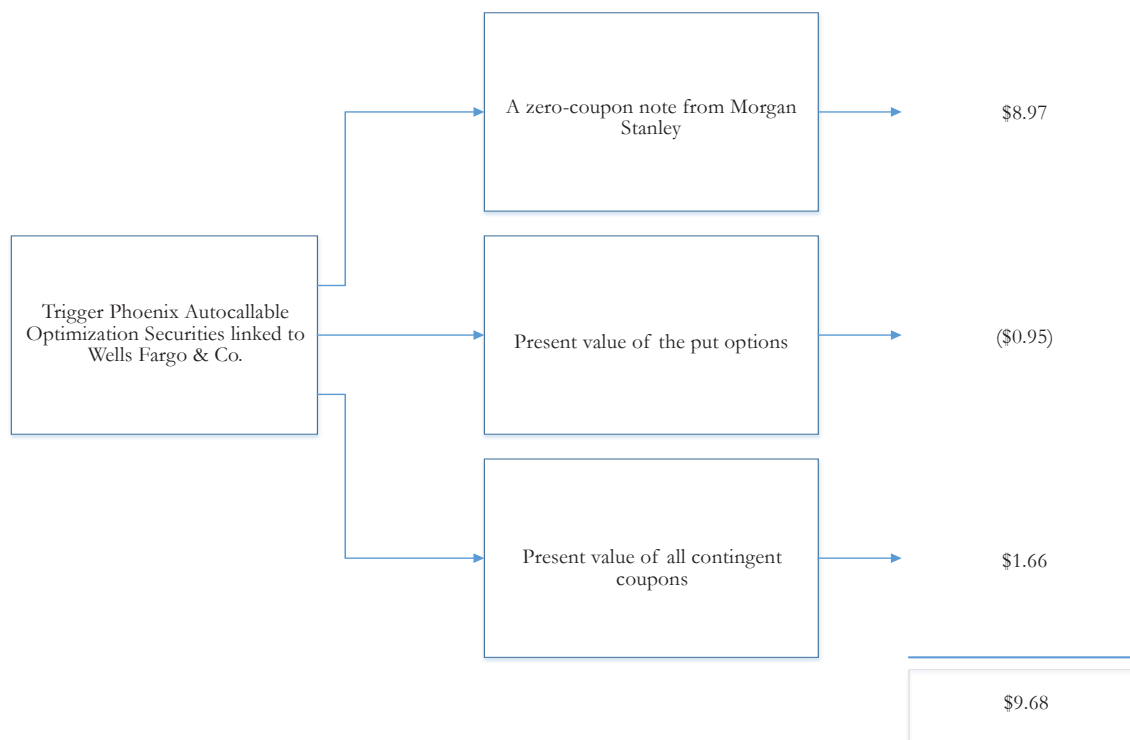 A zero-coupon note from Morgan
Stanley
$8.97
Trigger Phoenix Autocallable
Optimization Securities linked to
Wells Fargo & Co.
Present value of the put options
($0.95)
Present value of all contingent
coupons
$1.66
$9.68